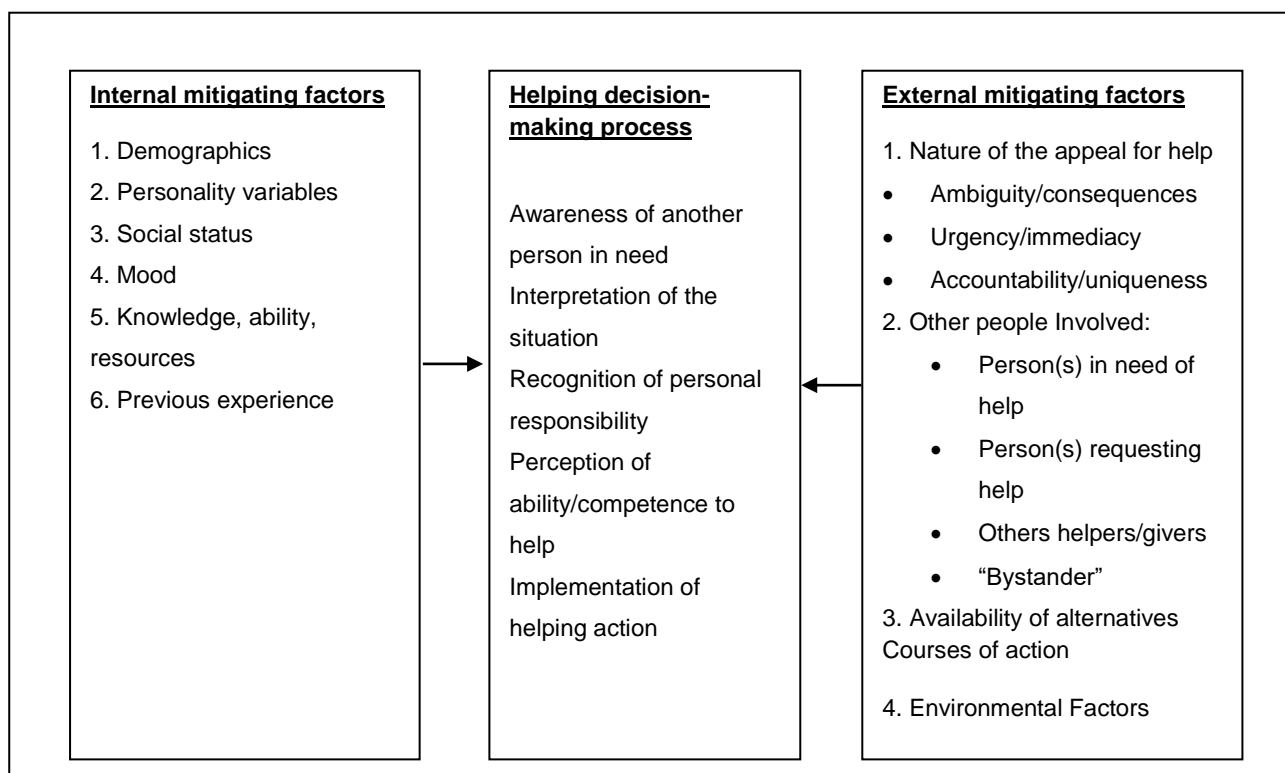 Internal mitigating factors
1. Demographics
2. Personality variables
3. Social status
4. Mood
5. Knowledge, ability,
resources
6. Previous experience
Helping decision-
making process
Awareness of another
person in need
Interpretation of the
situation
Recognition of personal
responsibility
Perception of
ability/competence to
help
Implementation of
helping action
External mitigating factors
1. Nature of the appeal for help
• Ambiguity/consequences
• Urgency/immediacy
• Accountability/uniqueness
2. Other people Involved:
• Person(s) in need of
help
• Person(s) requesting
help
• Others helpers/givers
• “Bystander”
3. Availability of alternatives
Courses of action
4. Environmental Factors